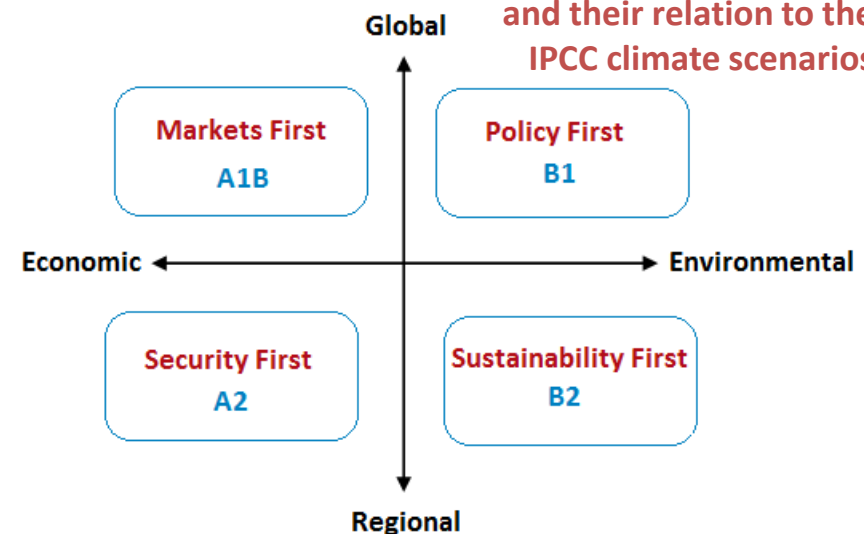 and their relation to the
IPCC climate scenarios
Global
Markets First
A1B
Policy First
B1
Economic
Environmental
Security First
A2
Sustainability First
B2
Regional